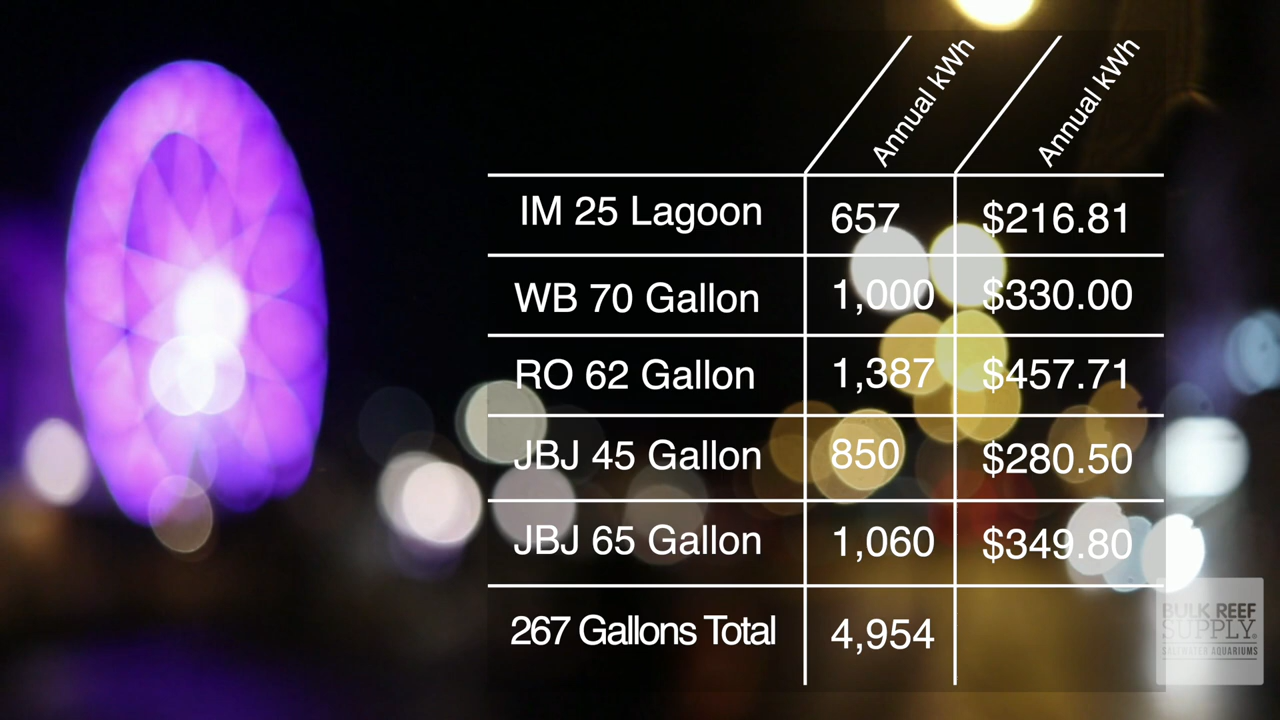 Annual kWh Annual kWh
IM 25 Lagoon 657 $216.81
WB 70 Gallon 1,000 $330.00
RO 62 Gallon 1,387 $457.71
JBJ 45 Gallon 850 $280.50
JBJ 65 Gallon 1,060 $349.80
267 Gallons Total 4,954
BULK REEF
SUPPLY®
SALTWATER AQUARIUMS